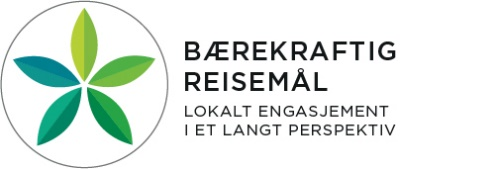 BÆREKRAFTIG
REISEMÅL
LOKALT ENGASJEMENT
I ET LANGT PERSPEKTIV